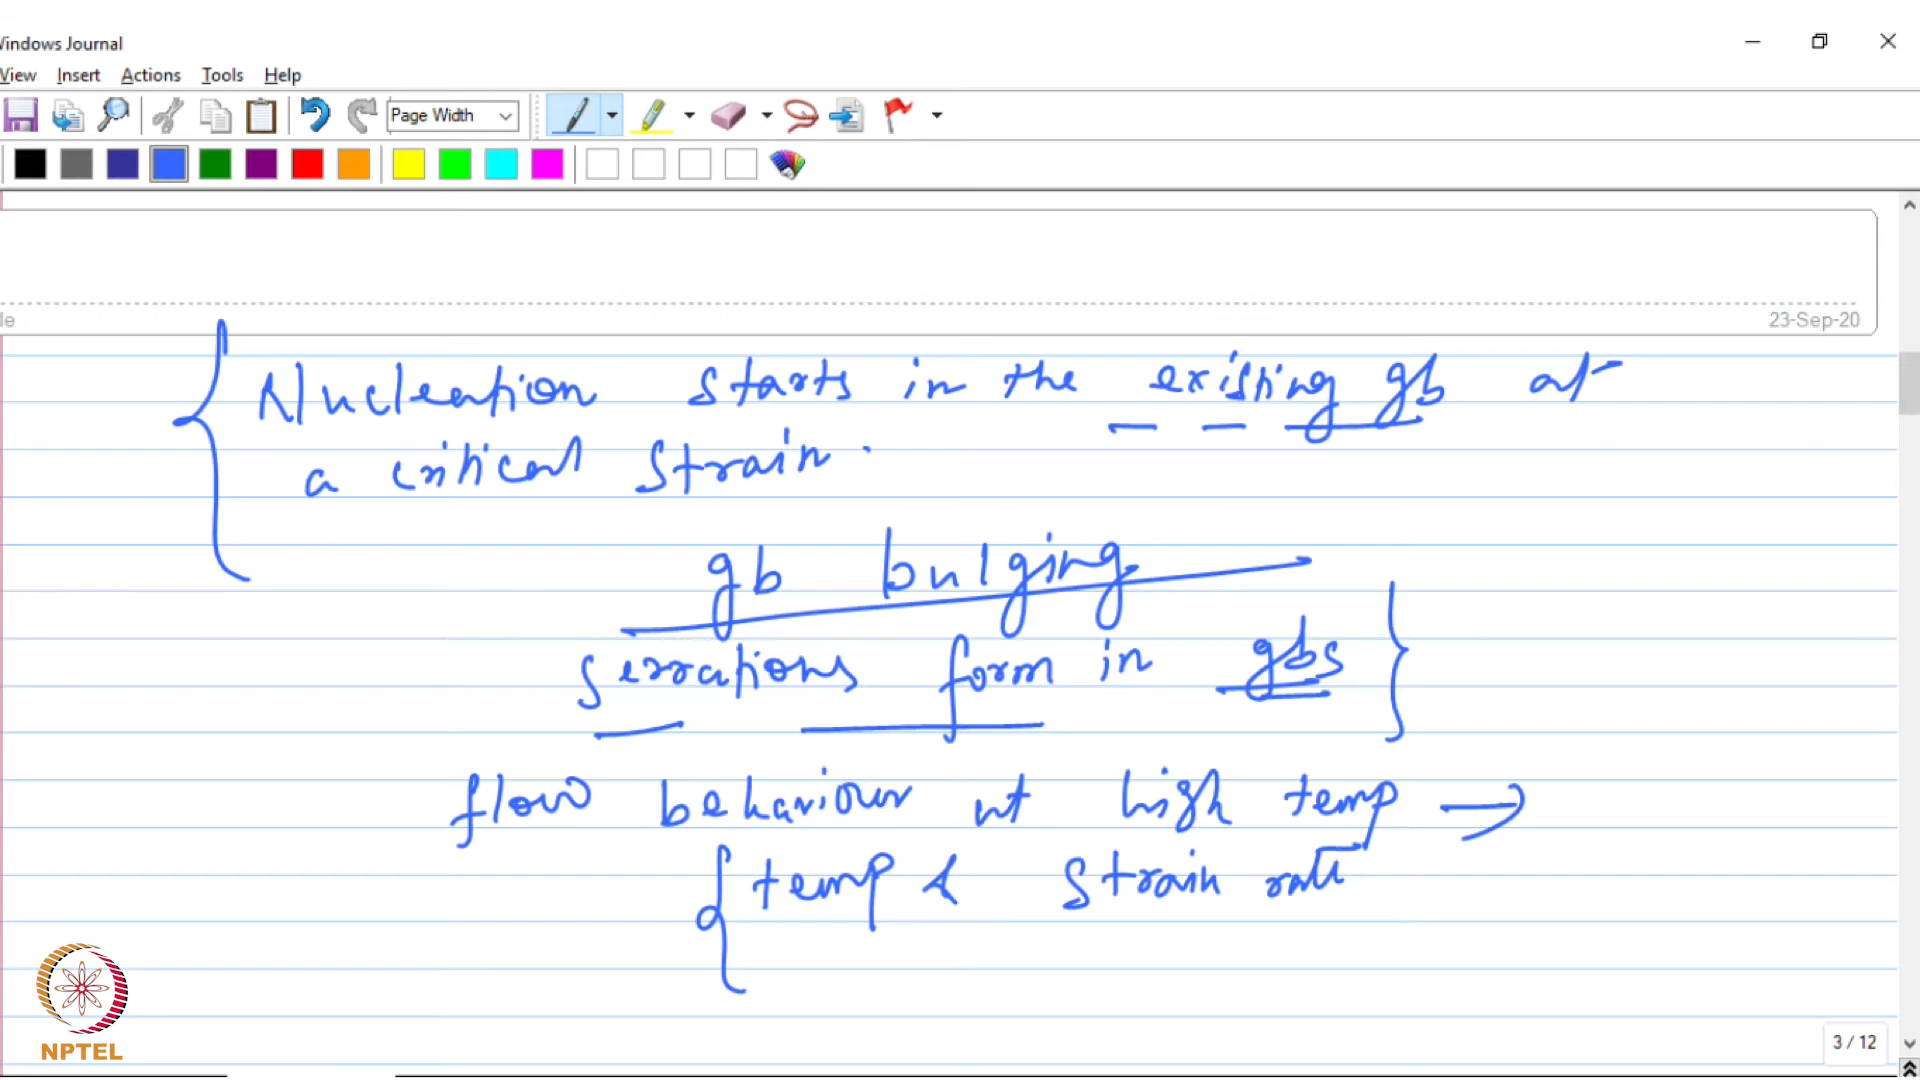 Windows Journal
View Insert Actions Tools Help
Page Width
le
23-Sep-20
Nucleation starts in the existing gb at
a critical strain.
gb bulging
serrations form in gbs
flow behaviour at high temp →
temp & strain rate
NPTEL
3 / 12